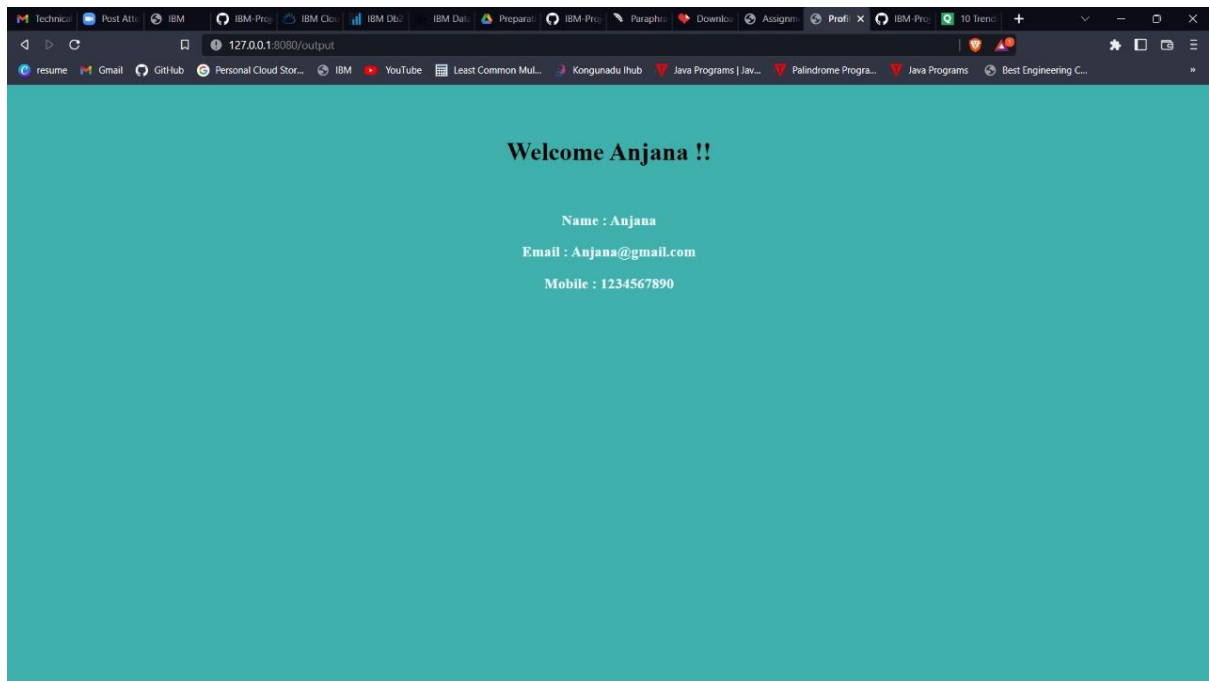 Technical Post Atte IBM IBM-Proj IBM Clou IBM Db2 IBM Data Preparati IBM-Proj Paraphra Downloa Assignm Profil IBM-Proj 10 Trend
127.0.0.1:8080/output
resume Gmail GitHub Personal Cloud Stor... IBM YouTube Least Common Mul... Kongunadu Ihub Java Programs | Jav... Palindrome Progra... Java Programs Best Engineering C... »
Welcome Anjana !!
Name : Anjana
Email : Anjana@gmail.com
Mobile : 1234567890